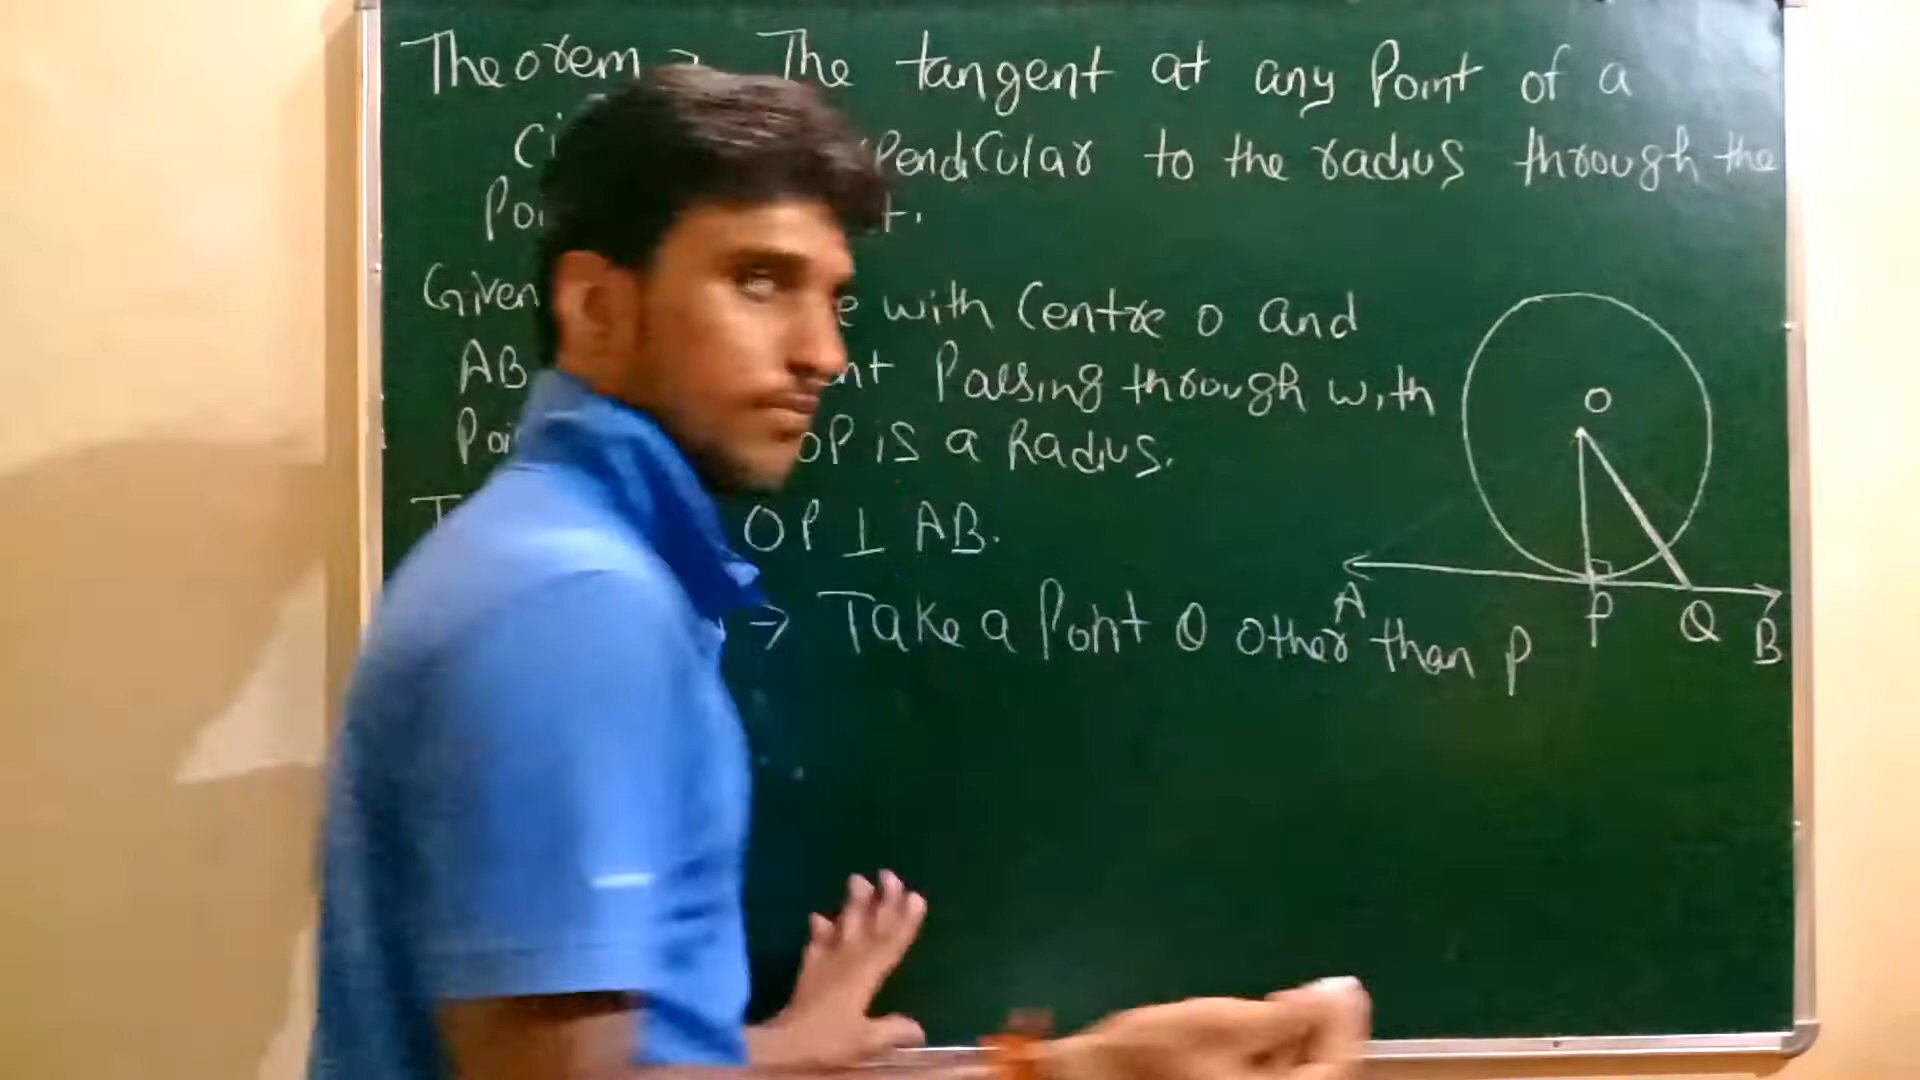 Theorem → The tangent at any Point of a
Ci pendicular to the radius through the
Poi t.
Given e with Centre O and
AB nt Passing through with
Poi OP is a Radius.
T OP ⊥ AB.
→ Take a Point Q other than P
O
A
P
Q
B